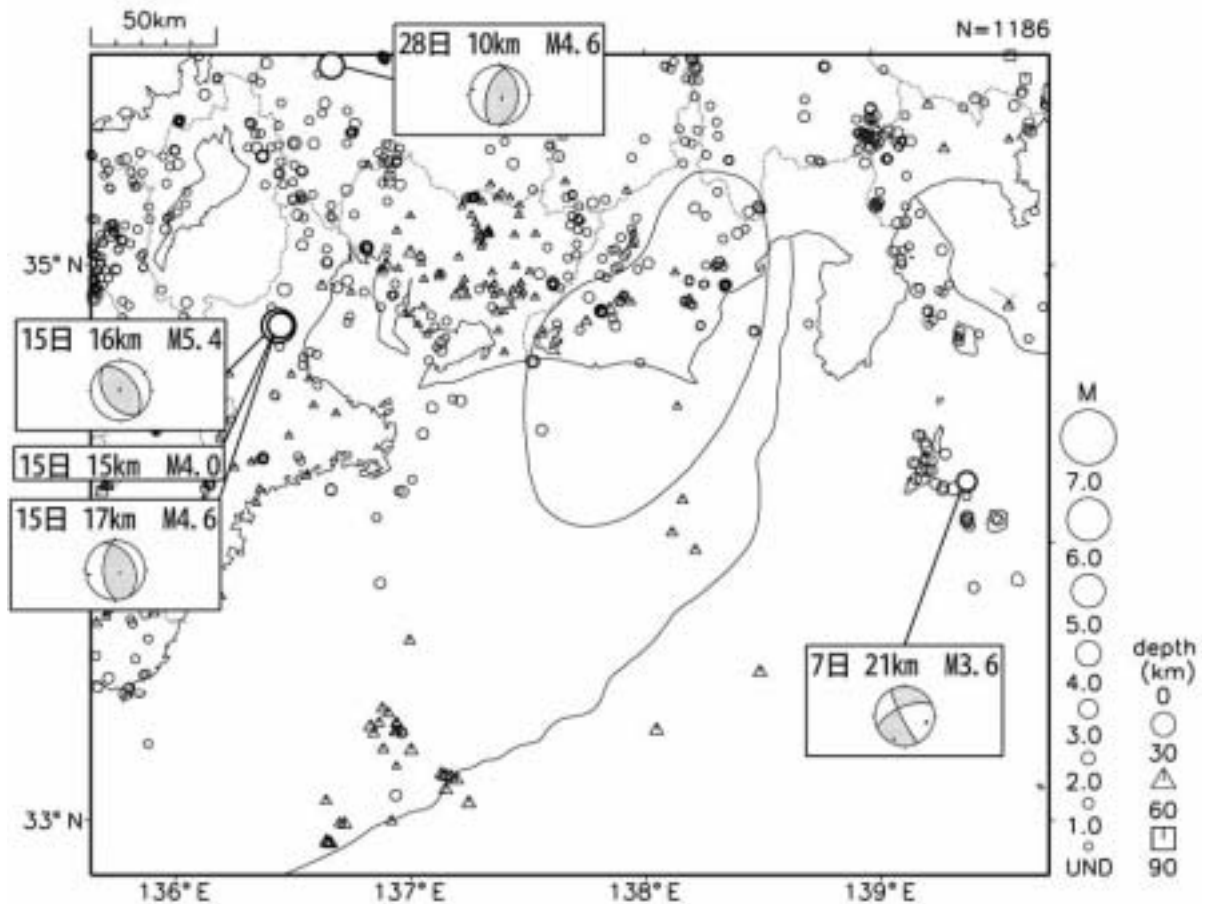 50km
N=1186
28日 10km M4.6
35°N
15日 16km M5.4
15日 15km M4.0
15日 17km M4.6
7日 21km M3.6
M
7.0
6.0
5.0
4.0
3.0
2.0
1.0
UND
depth
(km)
0
30
60
90
33°N
136°E
137°E
138°E
139°E